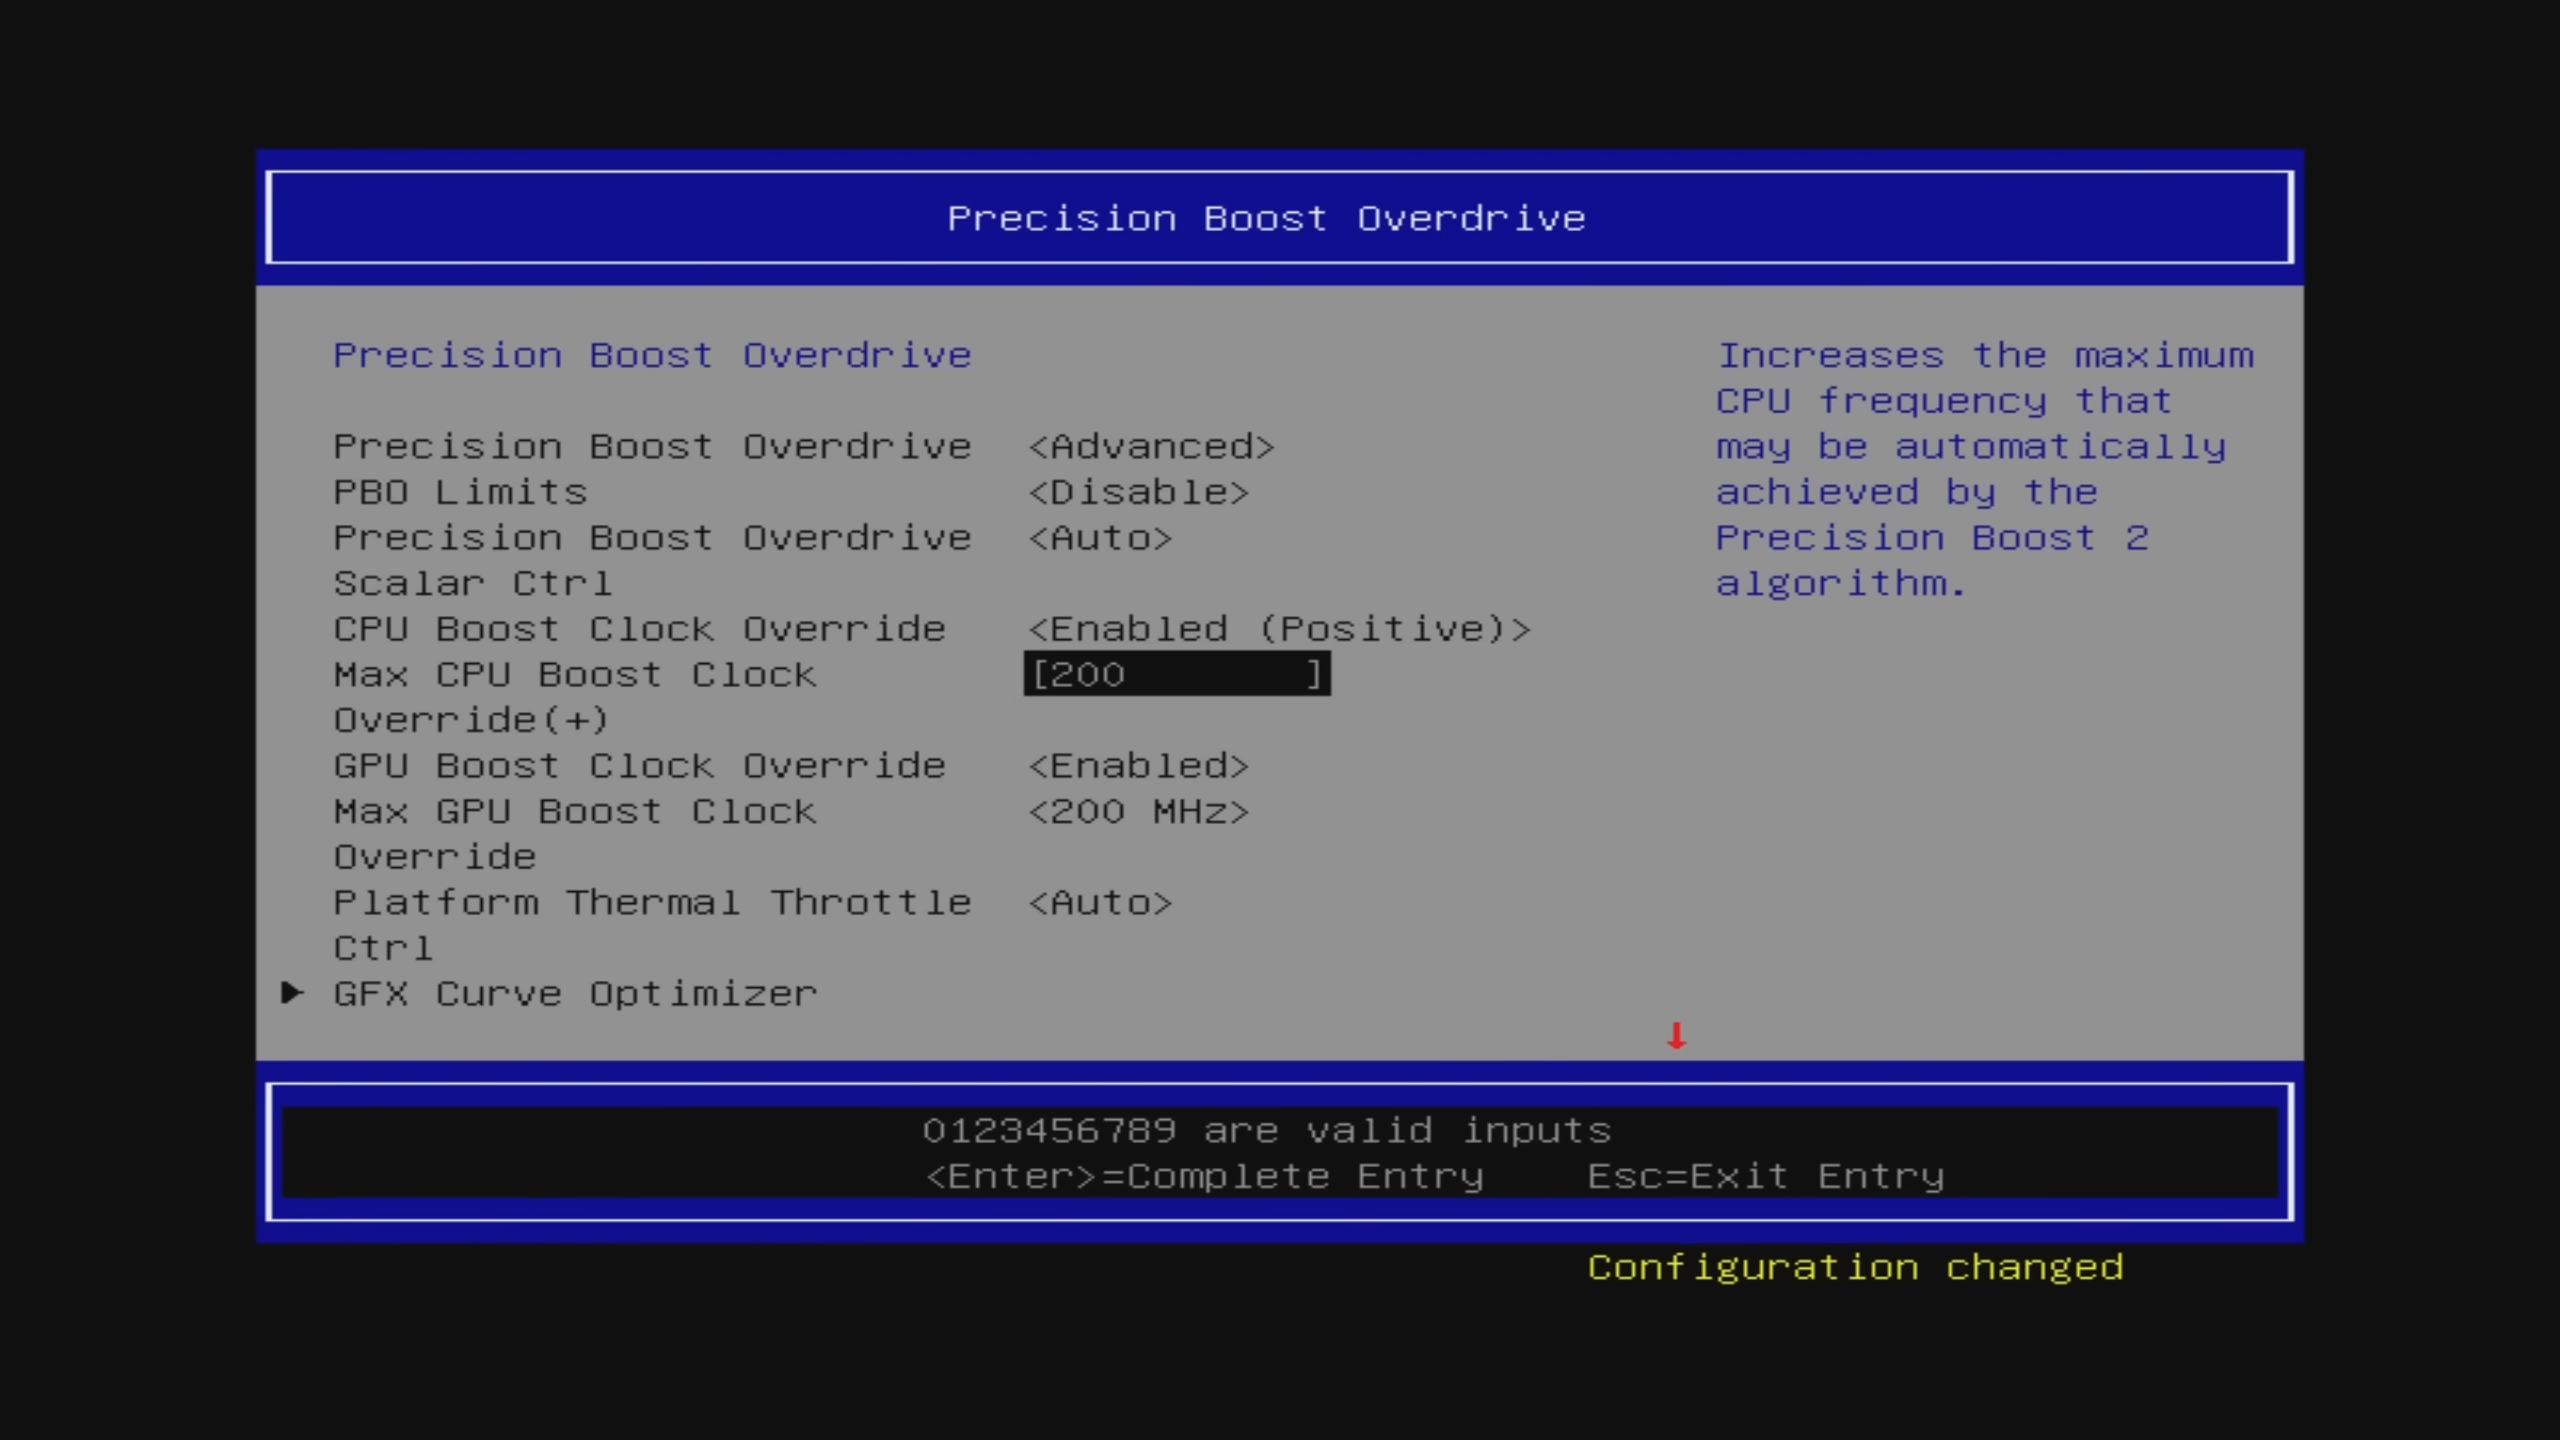 Precision Boost Overdrive
Precision Boost Overdrive
Precision Boost Overdrive <Advanced>
PBO Limits <Disable>
Precision Boost Overdrive <Auto>
Scalar Ctrl
CPU Boost Clock Override <Enabled (Positive)>
Max CPU Boost Clock [200 ]
Override(+)
GPU Boost Clock Override <Enabled>
Max GPU Boost Clock <200 MHz>
Override
Platform Thermal Throttle <Auto>
Ctrl
GFX Curve Optimizer
Increases the maximum
CPU frequency that
may be automatically
achieved by the
Precision Boost 2
algorithm.
0123456789 are valid inputs
<Enter>=Complete Entry Esc=Exit Entry
Configuration changed